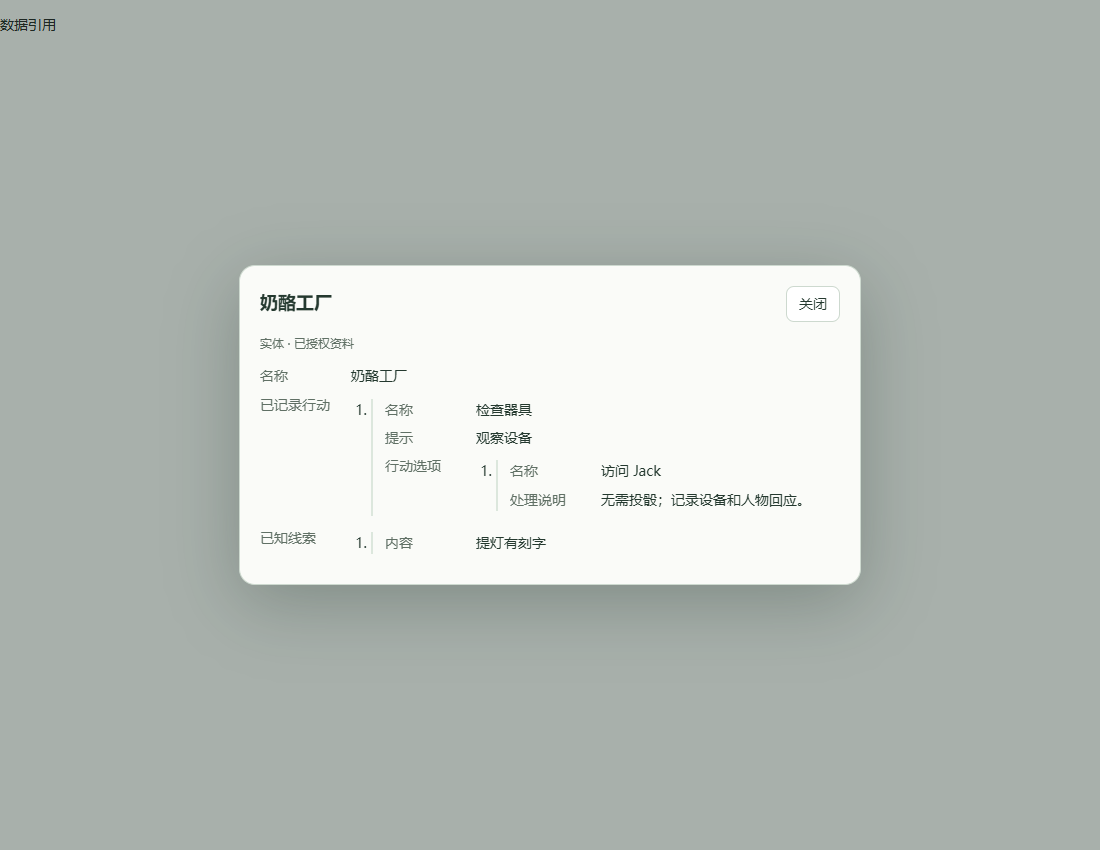 数据引用
奶酪工厂
关闭
实体 · 已授权资料
名称 奶酪工厂
已记录行动 1. 名称 检查器具
提示 观察设备
行动选项 1. 名称 访问 Jack
处理说明 无需投骰；记录设备和人物回应。
已知线索 1. 内容 提灯有刻字